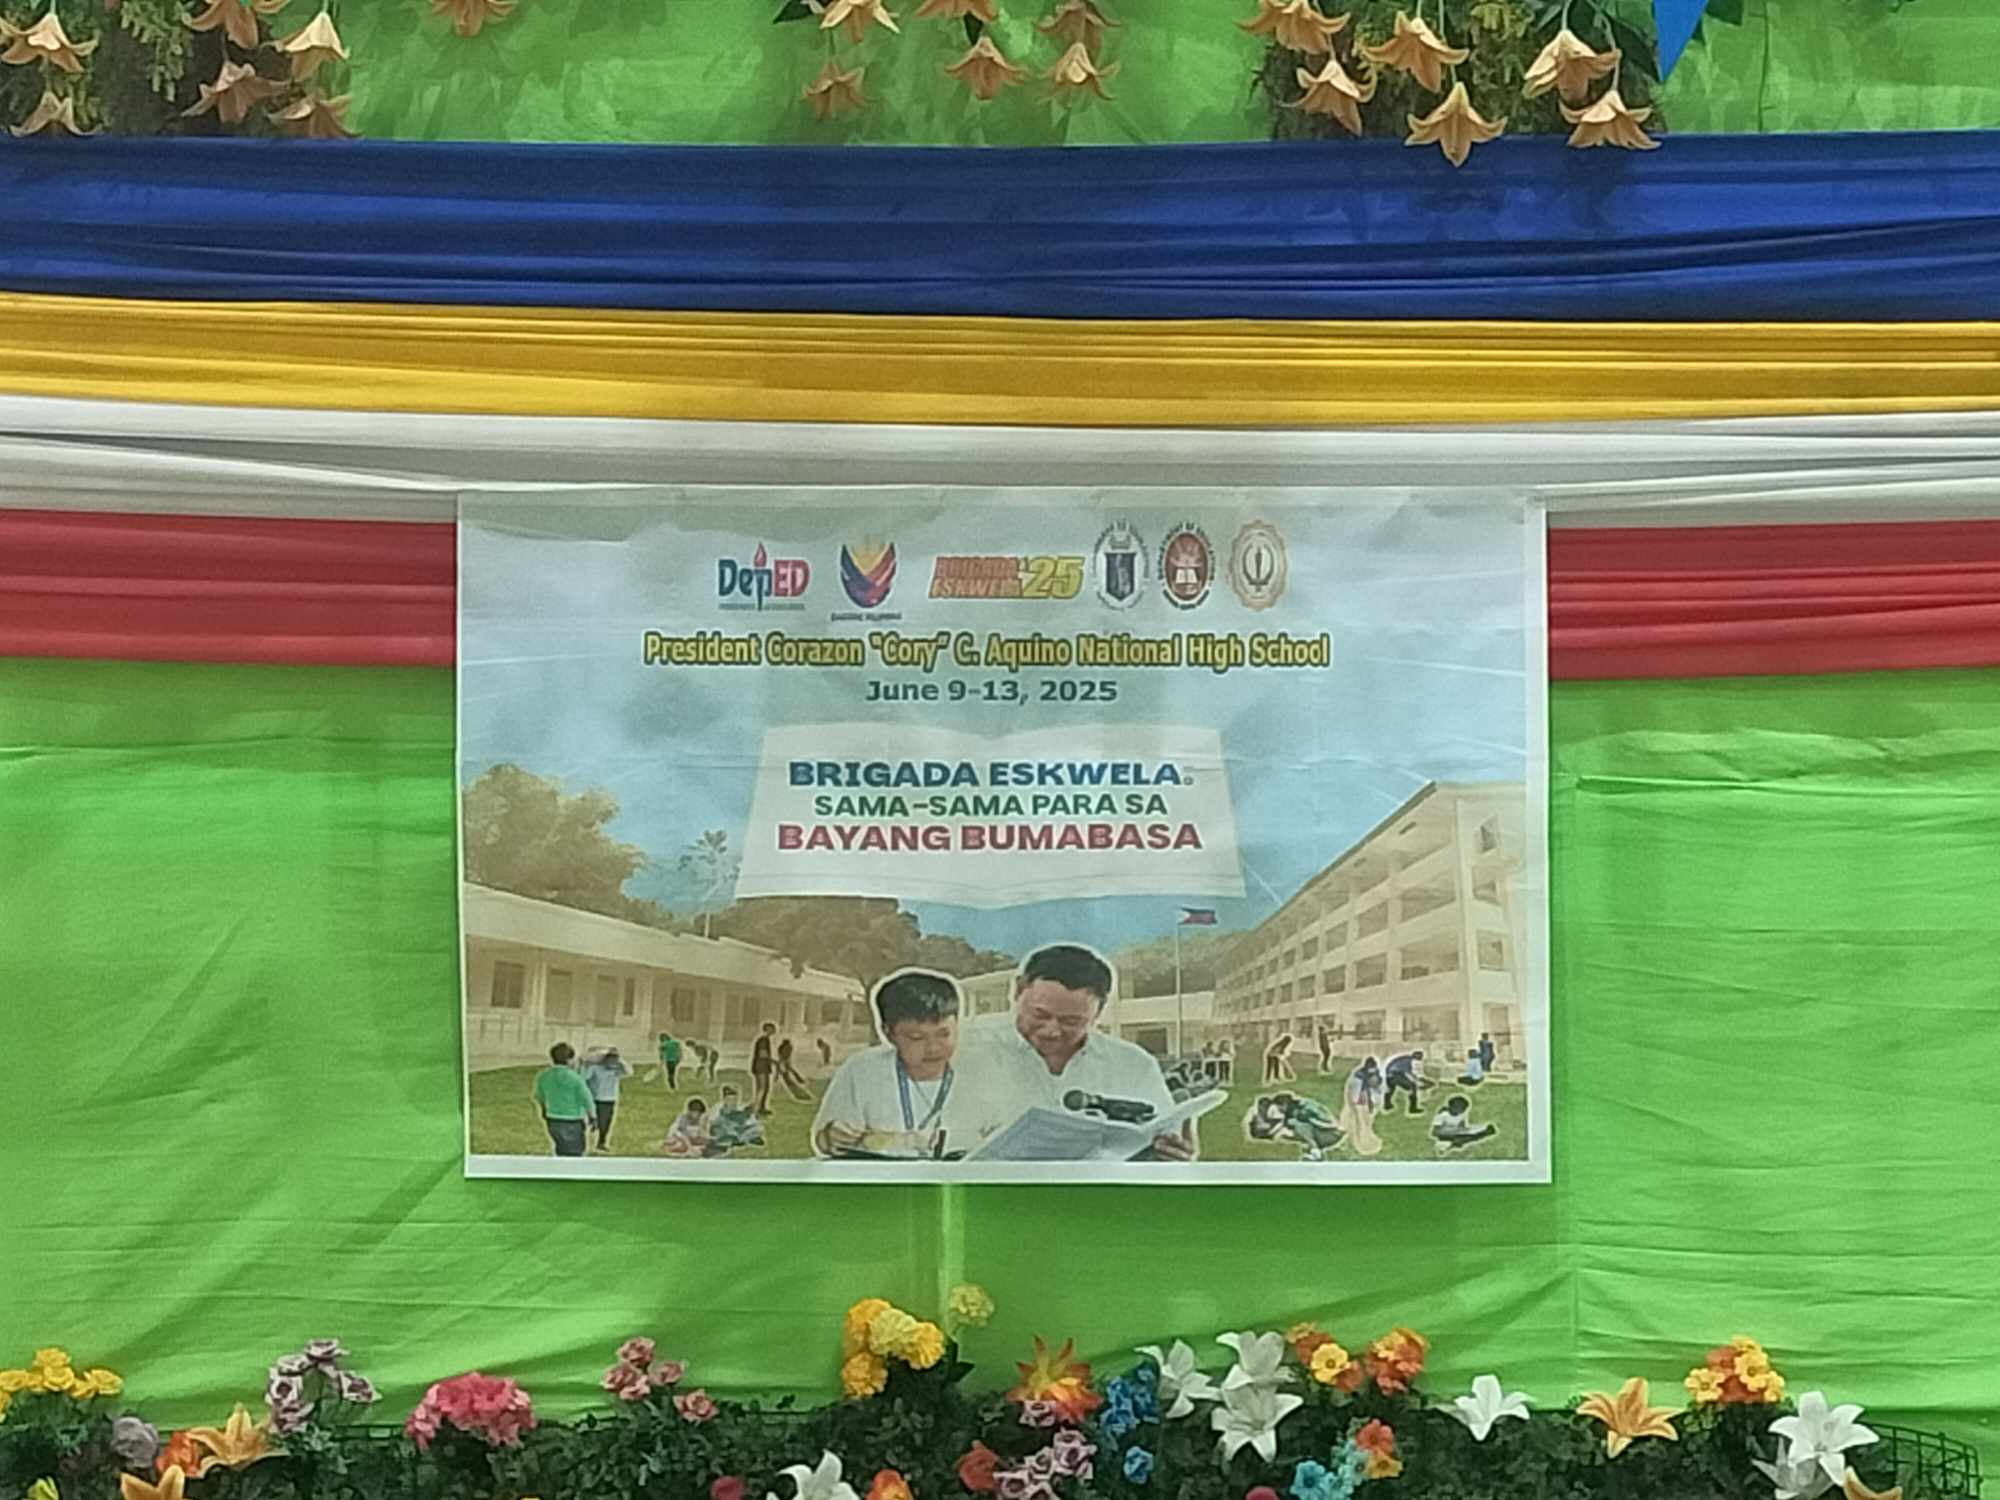 DepED
BRIGADA
ESKWELA '25
President Corazon "Cory" C. Aquino National High School
June 9-13, 2025
BRIGADA ESKWELA:
SAMA-SAMA PARA SA
BAYANG BUMABASA